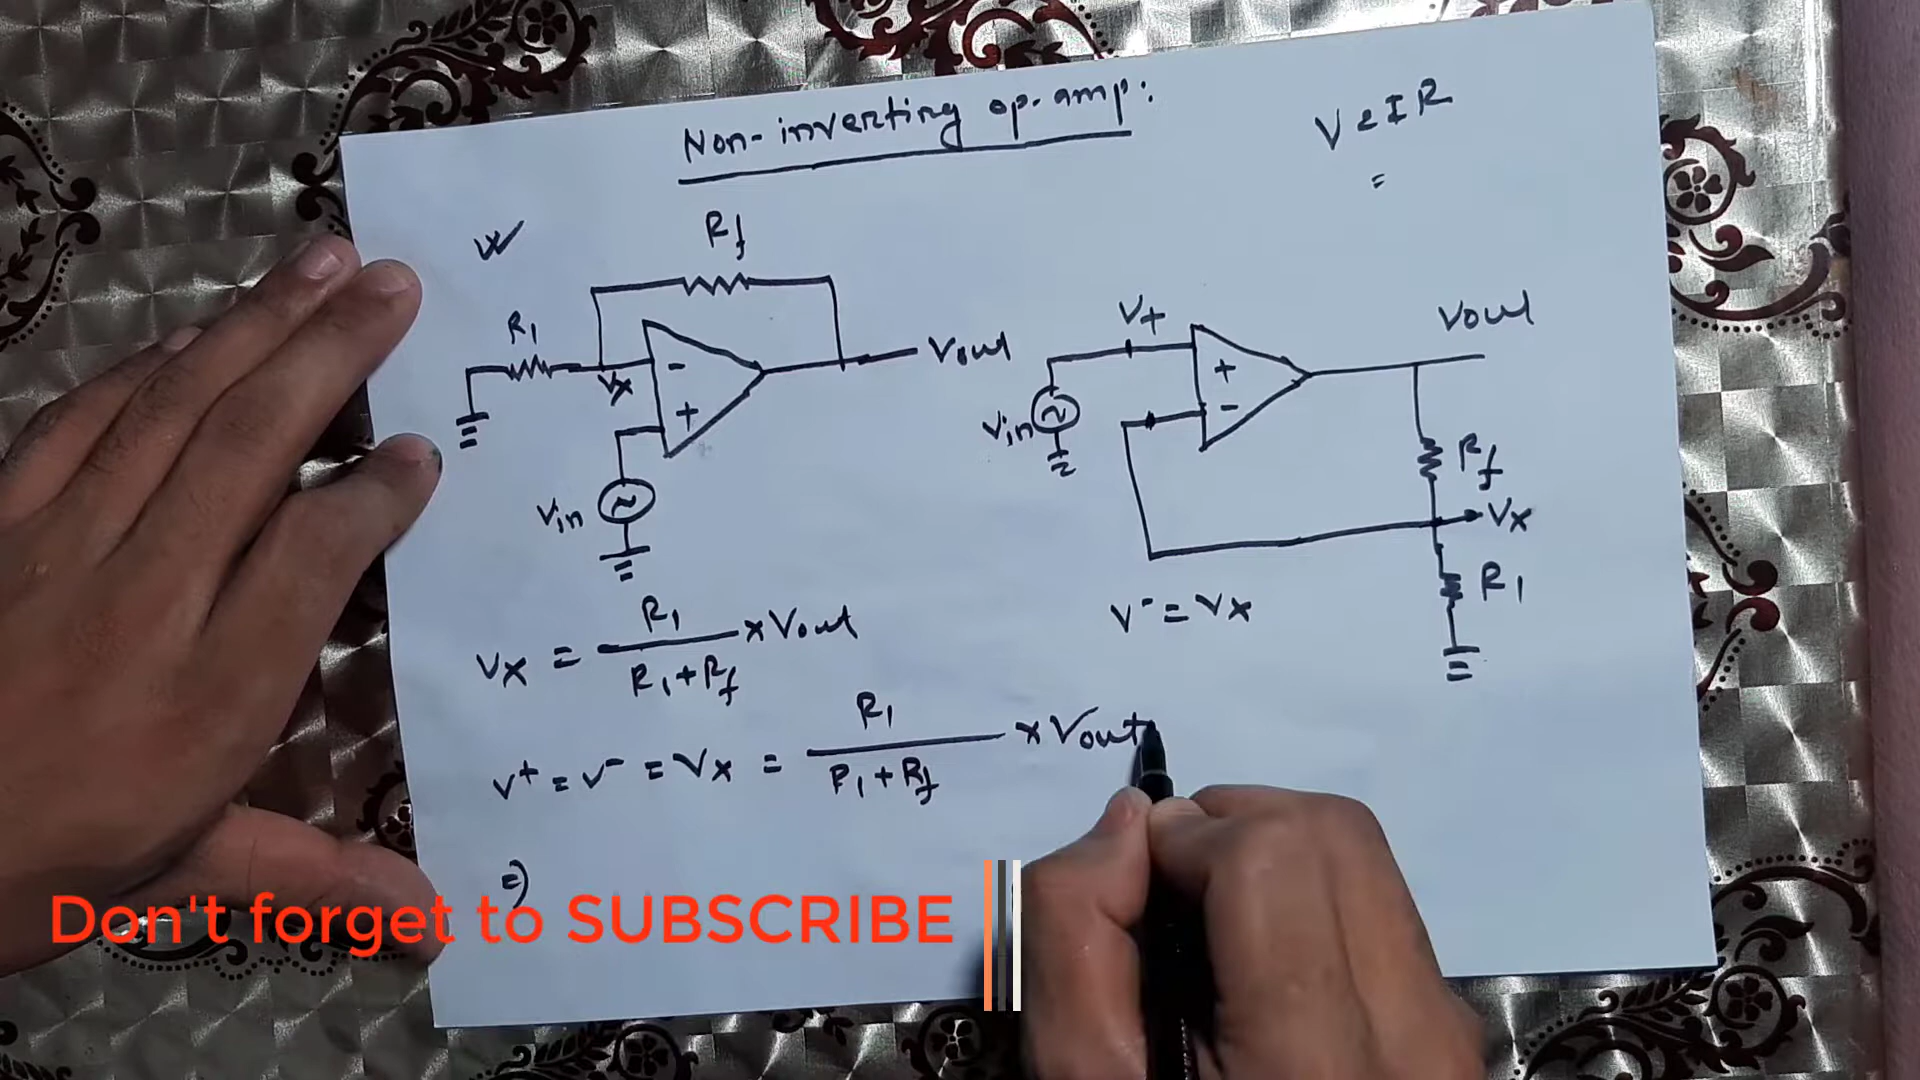 Non-inverting op-amp:
V = IR
=
Rf
R1
Vx
-
+
Vout
Vin
V+
Vout
+
-
Vin
Rf
Vx
R1
V- = Vx
Vx = R1 / R1+Rf x Vout
V+ = V- = Vx = R1 / R1+Rf x Vout
=)
Don't forget to SUBSCRIBE